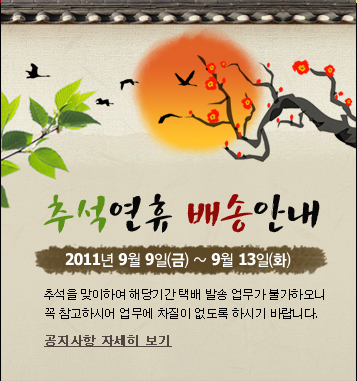 추석연휴 배송안내
2011년 9월 9일(금) ~ 9월 13일(화)
추석을 맞이하여 해당기간 택배 발송 업무가 불가하오니
꼭 참고하시어 업무에 차질이 없도록 하시기 바랍니다.
공지사항 자세히 보기